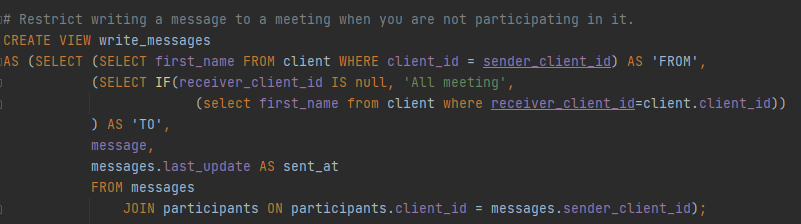 # Restrict writing a message to a meeting when you are not participating in it.
CREATE VIEW write_messages
AS (SELECT (SELECT first_name FROM client WHERE client_id = sender_client_id) AS 'FROM',
(SELECT IF(receiver_client_id IS null, 'All meeting',
(select first_name from client where receiver_client_id=client.client_id))
) AS 'TO',
message,
messages.last_update AS sent_at
FROM messages
JOIN participants ON participants.client_id = messages.sender_client_id);